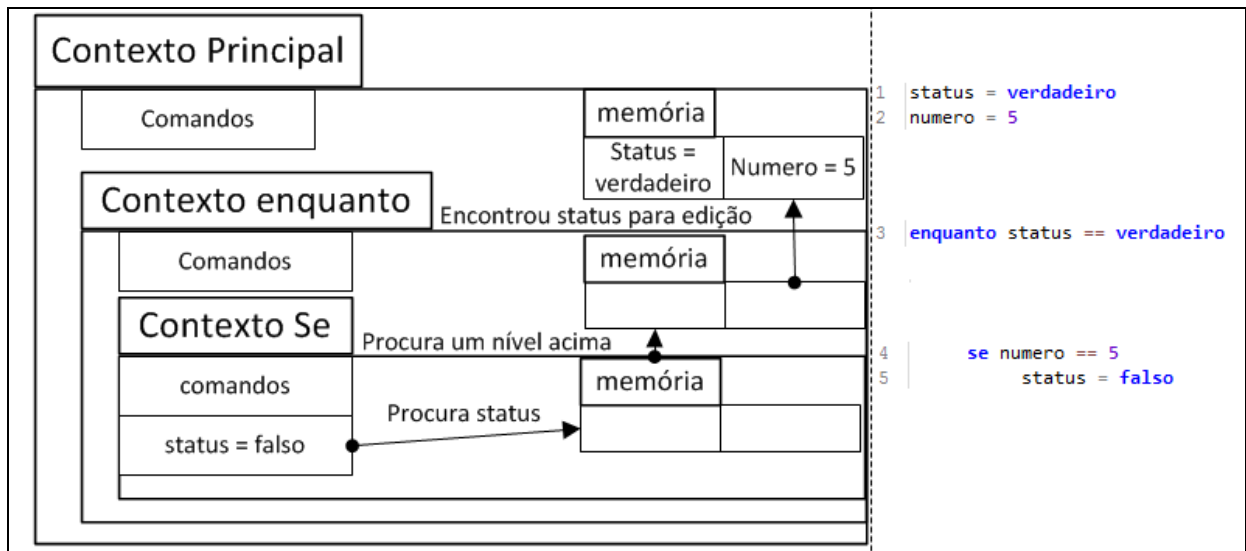 Contexto Principal
Comandos
memória
Status =
verdadeiro
Numero = 5
Contexto enquanto
Encontrou status para edição
Comandos
memória
Contexto Se
Procura um nível acima
comandos
memória
Procura status
status = falso
1 status = verdadeiro
2 numero = 5
3 enquanto status == verdadeiro
4 se numero == 5
5 status = falso